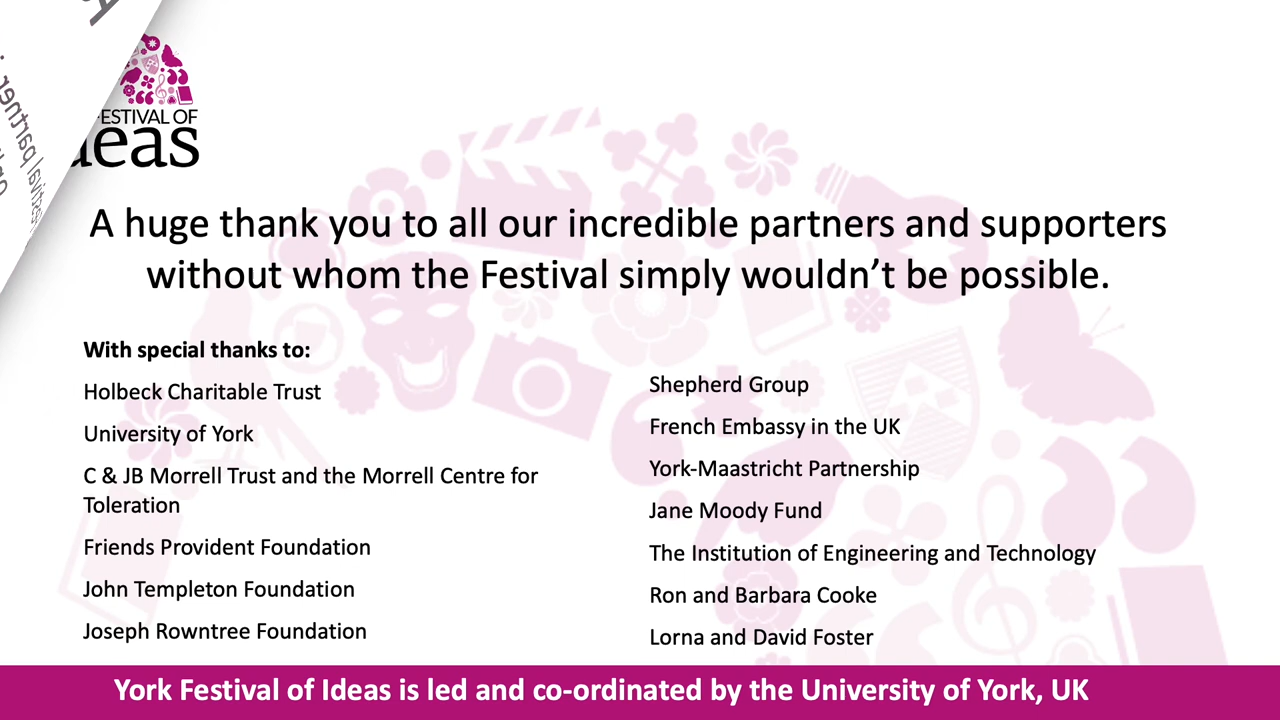 ESTIVAL OF
deas
A huge thank you to all our incredible partners and supporters
without whom the Festival simply wouldn’t be possible.
With special thanks to:
Holbeck Charitable Trust
University of York
C & JB Morrell Trust and the Morrell Centre for
Toleration
Friends Provident Foundation
John Templeton Foundation
Joseph Rowntree Foundation
Shepherd Group
French Embassy in the UK
York-Maastricht Partnership
Jane Moody Fund
The Institution of Engineering and Technology
Ron and Barbara Cooke
Lorna and David Foster
York Festival of Ideas is led and co-ordinated by the University of York, UK